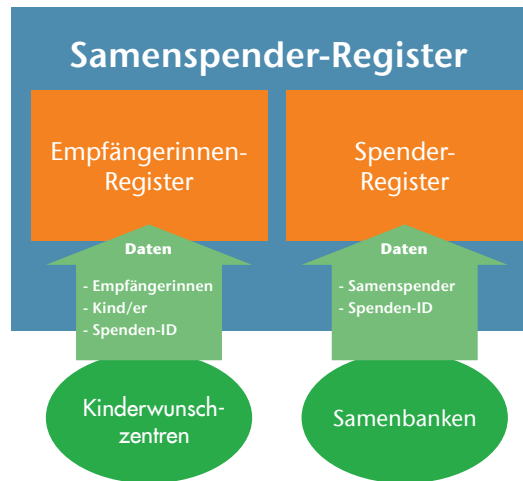 Samenspender-Register
Empfängerinnen-
Register
Spender-
Register
Daten
- Empfängerinnen
- Kind/er
- Spenden-ID
Daten
- Samenspender
- Spenden-ID
Kinderwunsch-
zentren
Samenbanken